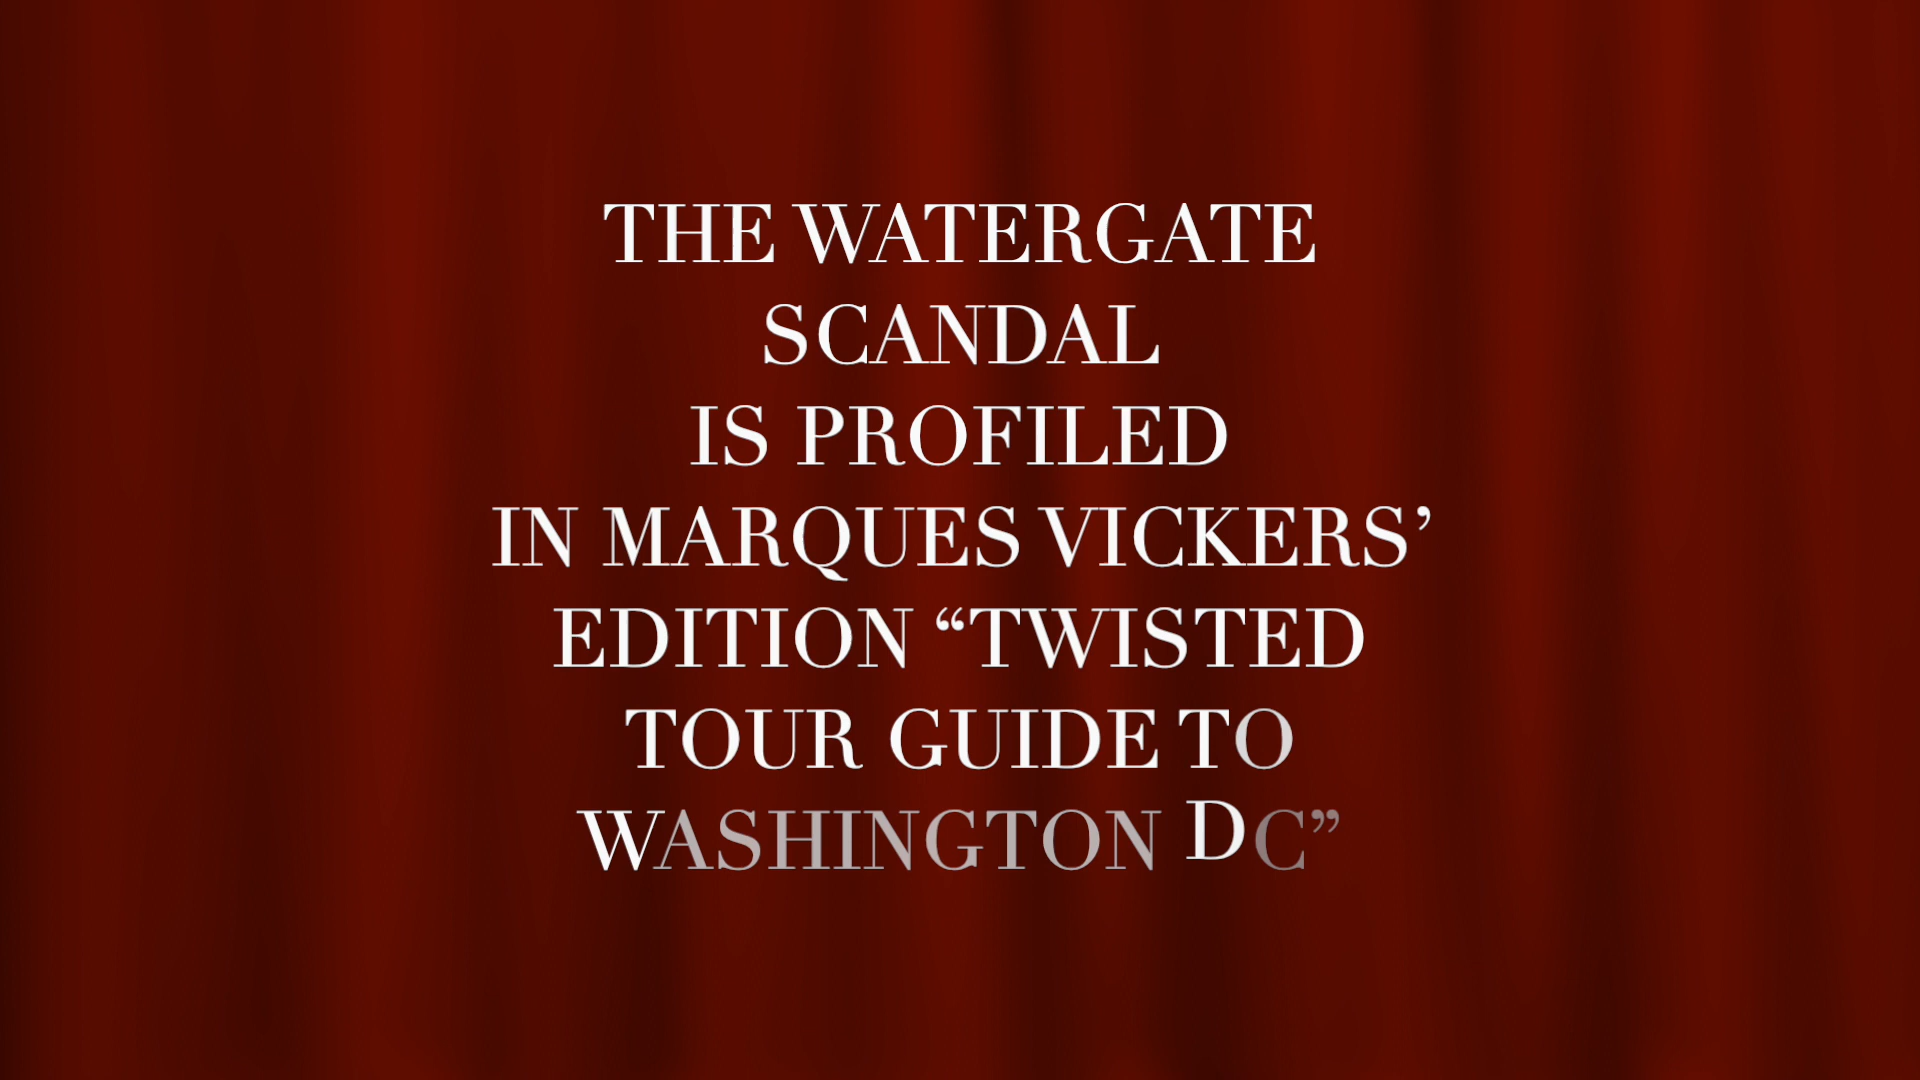 THE WATERGATE
SCANDAL
IS PROFILED
IN MARQUES VICKERS’
EDITION “TWISTED
TOUR GUIDE TO
WASHINGTON DC”